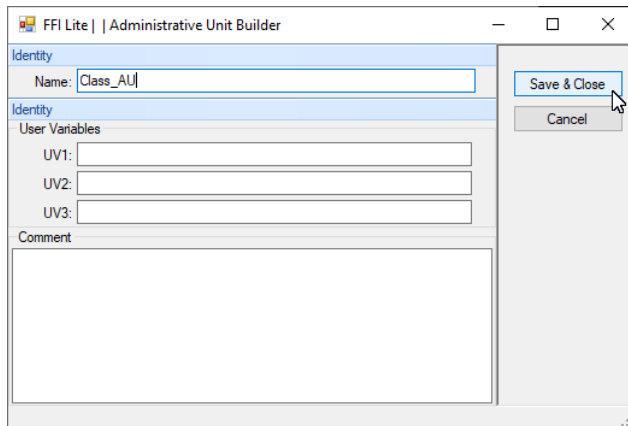 FFI Lite | | Administrative Unit Builder
Identity
Name: Class_AU
Save & Close
Cancel
Identity
User Variables
UV1:
UV2:
UV3:
Comment